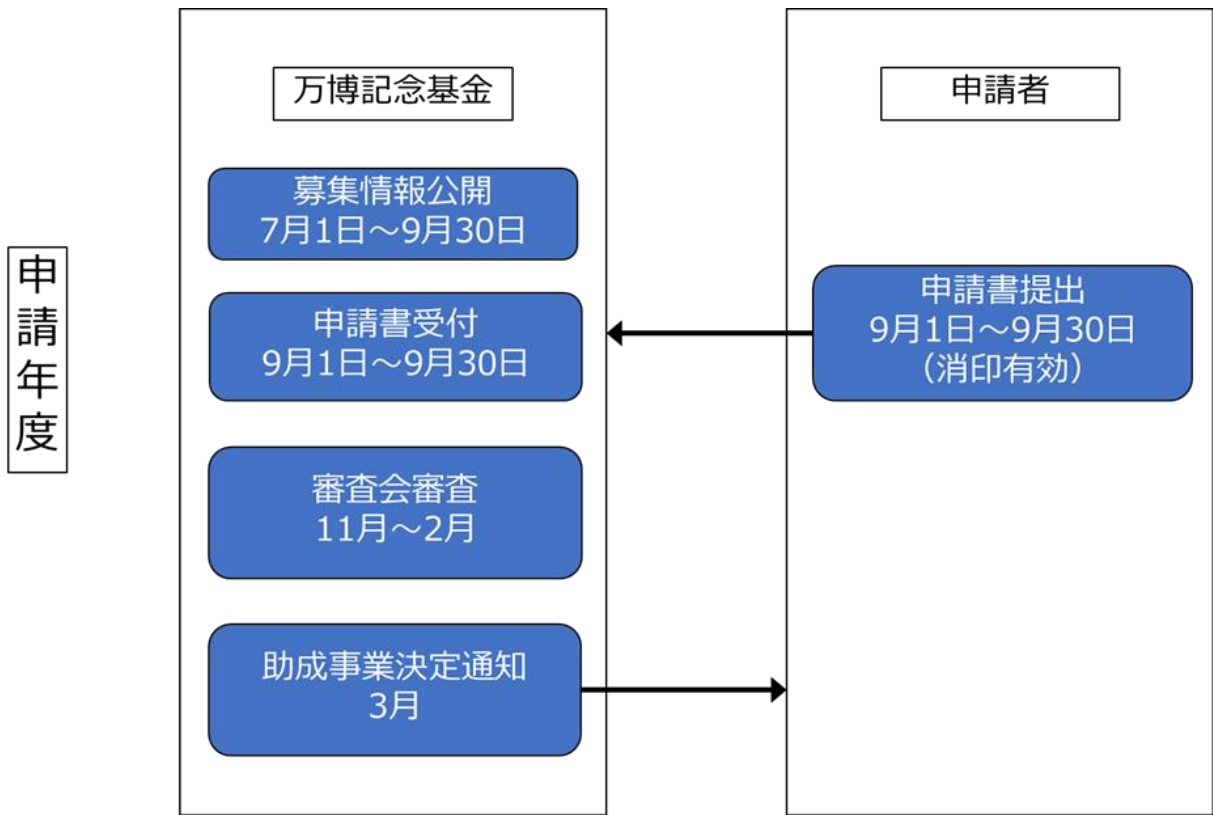 申請年度
万博記念基金
募集情報公開
7月1日～9月30日
申請書受付
9月1日～9月30日
審査会審査
11月～2月
助成事業決定通知
3月
申請者
申請書提出
9月1日～9月30日
（消印有効）